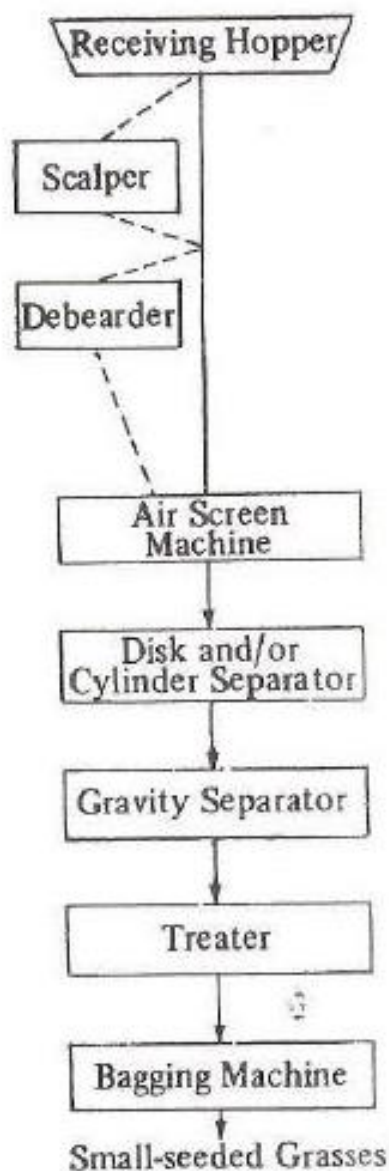 Receiving Hopper
Scalper
Debearder
Air Screen
Machine
Disk and/or
Cylinder Separator
Gravity Separator
Treater
Bagging Machine
Small-seeded Grasses